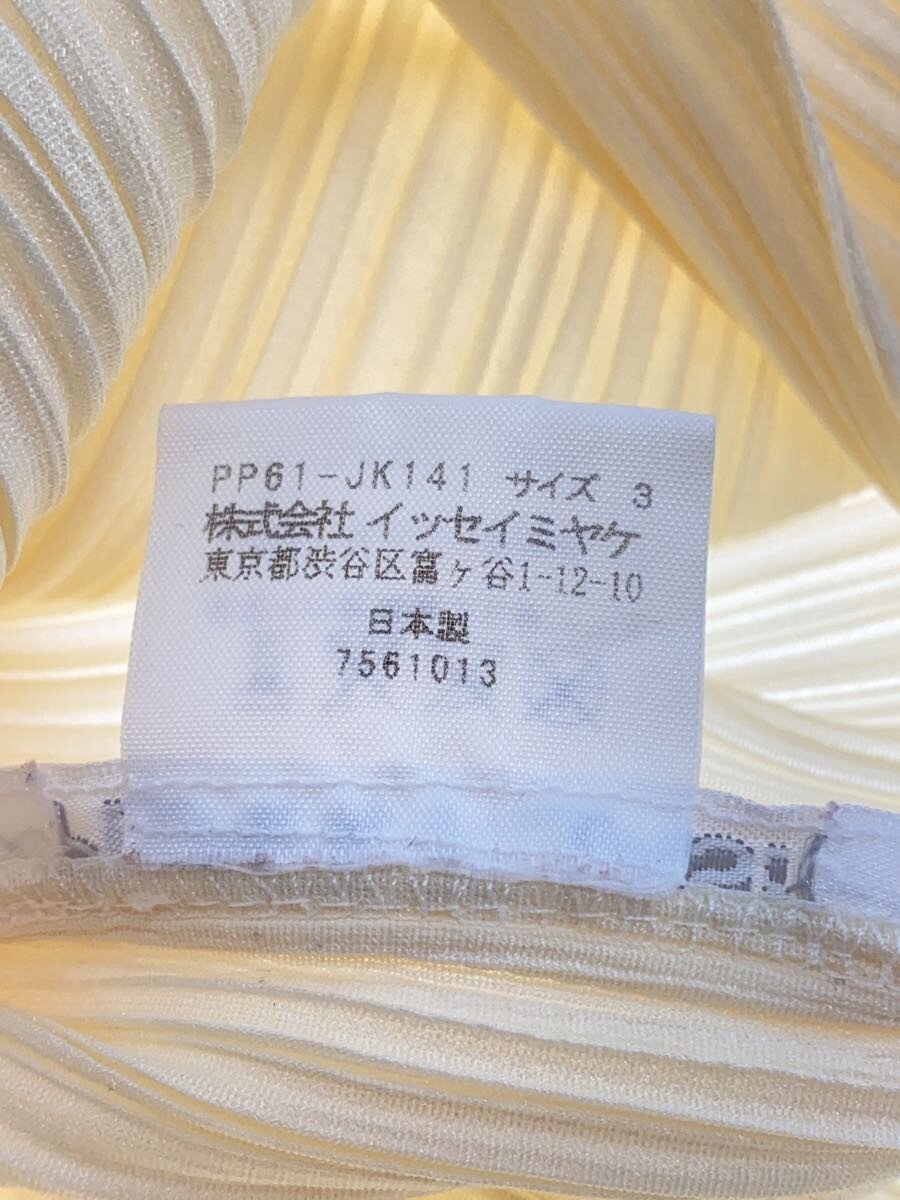 PP61-JK141 サイズ 3
株式会社 イッセイミヤケ
東京都渋谷区富ヶ谷1-12-10
日本製
7561013